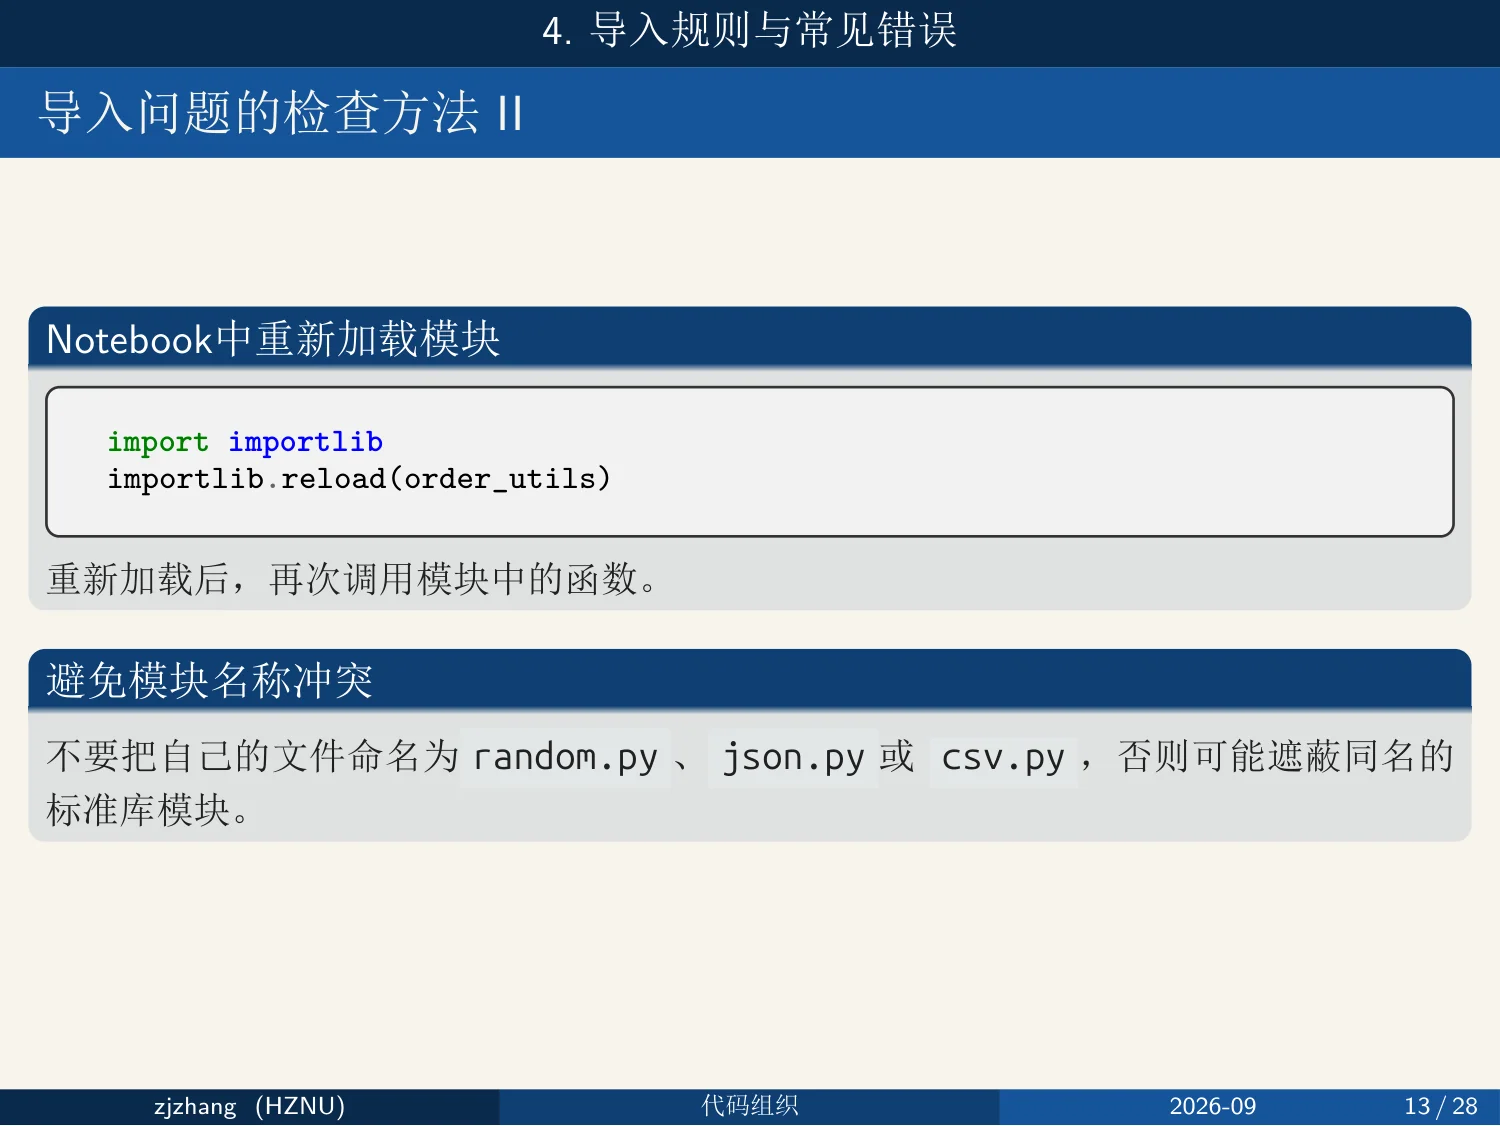 4. 导入规则与常见错误
导入问题的检查方法 II
Notebook中重新加载模块
import importlib
importlib.reload(order_utils)
重新加载后，再次调用模块中的函数。
避免模块名称冲突
不要把自己的文件命名为 random.py 、 json.py 或 csv.py ，否则可能遮蔽同名的
标准库模块。
zjzhang (HZNU) 代码组织 2026-09 13 / 28